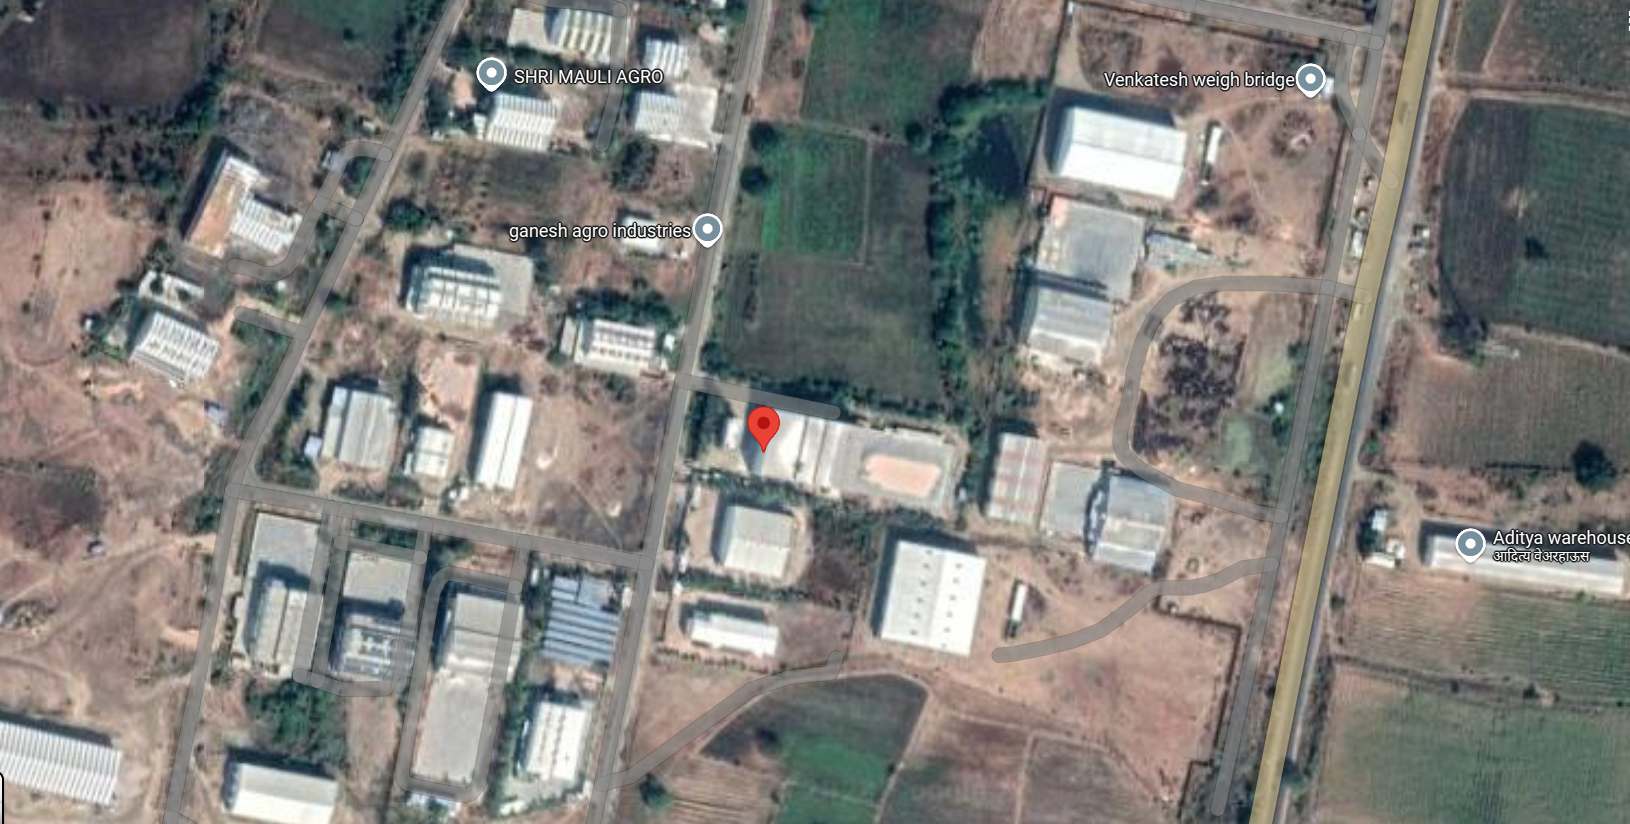 SHRI MAULI AGRO
Venkatesh weigh bridge
ganesh agro industries
Aditya warehouse
आदित्य वेअरहाऊस